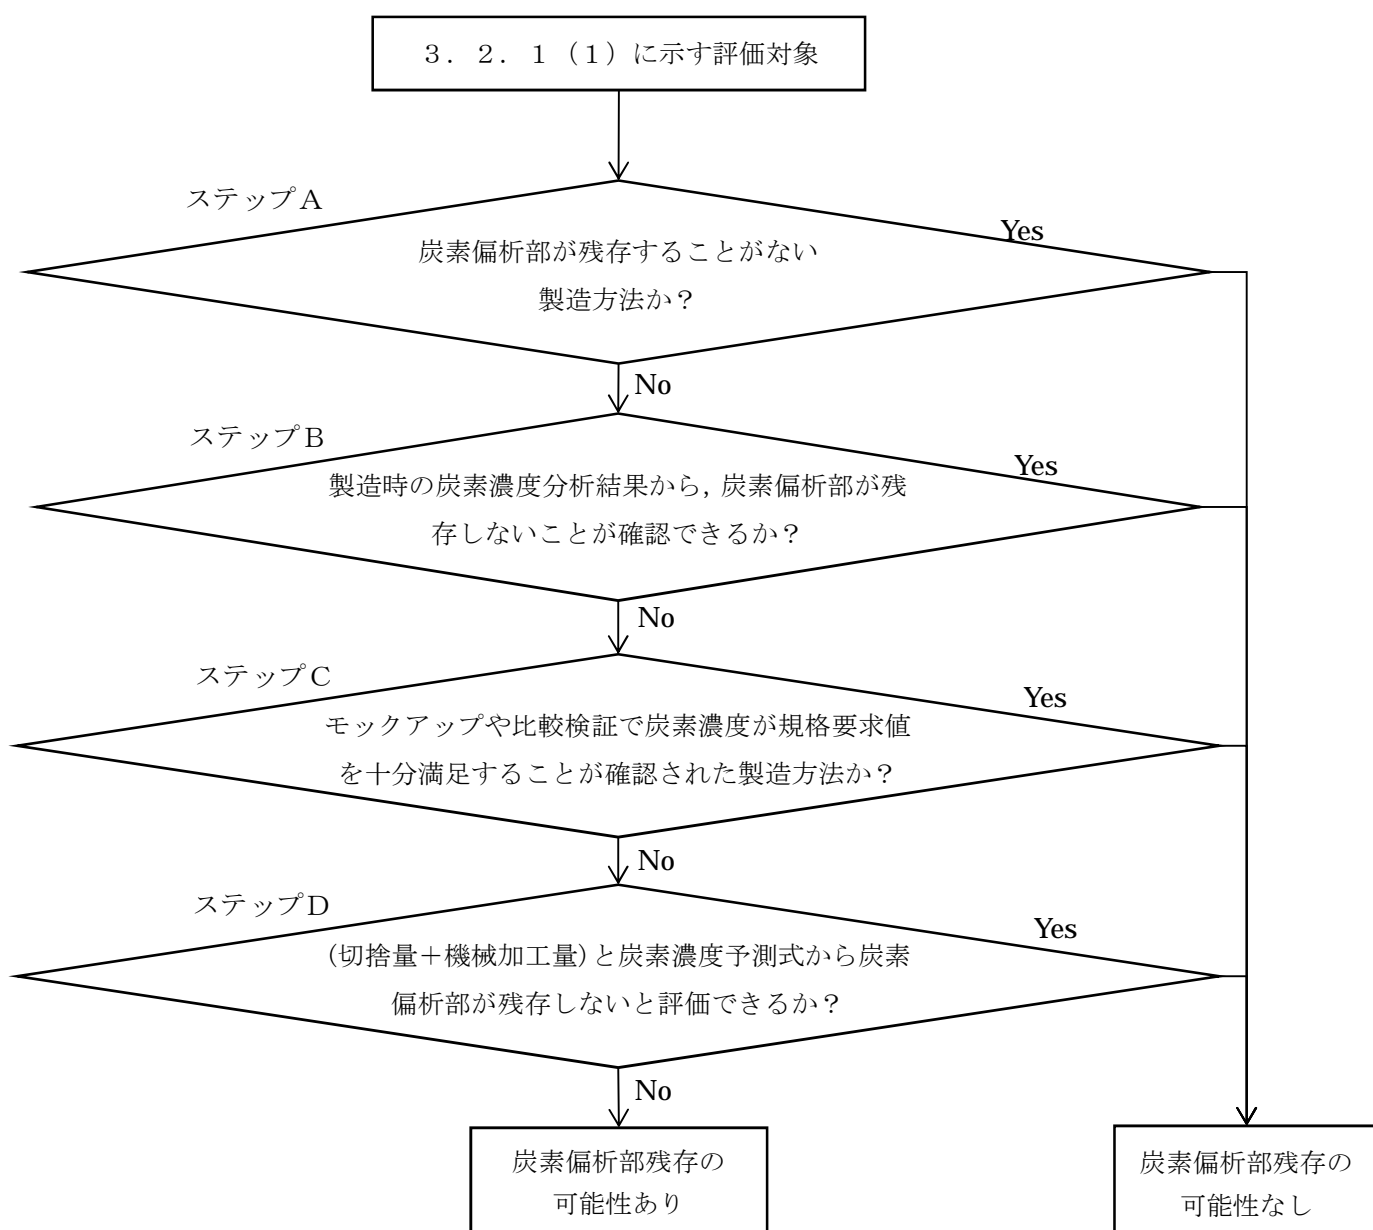 ３．２．１（１）に示す評価対象
ステップＡ
Yes
炭素偏析部が残存することがない
製造方法か？
No
ステップＢ
Yes
製造時の炭素濃度分析結果から，炭素偏析部が残
存しないことが確認できるか？
No
ステップＣ
Yes
モックアップや比較検証で炭素濃度が規格要求値
を十分満足することが確認された製造方法か？
No
ステップＤ
Yes
(切捨量＋機械加工量)と炭素濃度予測式から炭素
偏析部が残存しないと評価できるか？
No
炭素偏析部残存の
可能性あり
炭素偏析部残存の
可能性なし